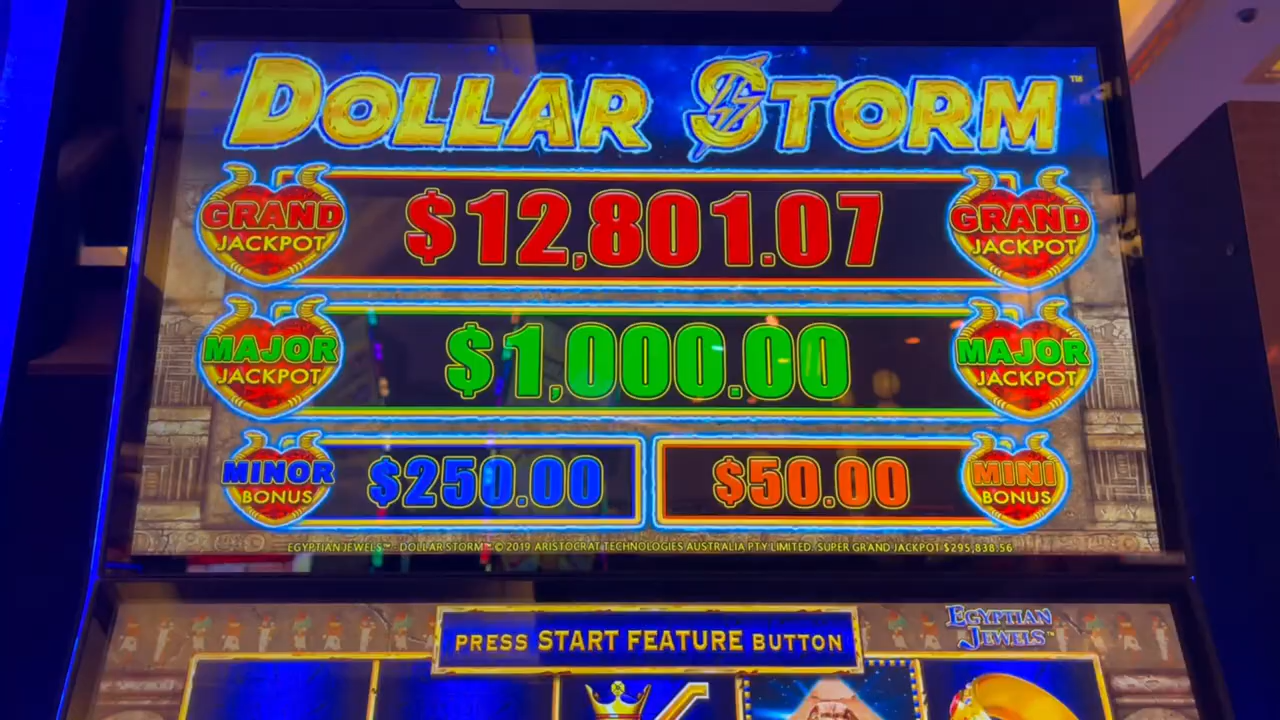 DOLLAR STORM™
GRAND JACKPOT $12,801.07 GRAND JACKPOT
MAJOR JACKPOT $1,000.00 MAJOR JACKPOT
MINOR BONUS $250.00 $50.00 MINI BONUS
EGYPTIAN JEWELS™ - DOLLAR STORM™ © 2019 ARISTOCRAT TECHNOLOGIES AUSTRALIA PTY LIMITED. SUPER GRAND JACKPOT $295,838.56
PRESS START FEATURE BUTTON
EGYPTIAN JEWELS™